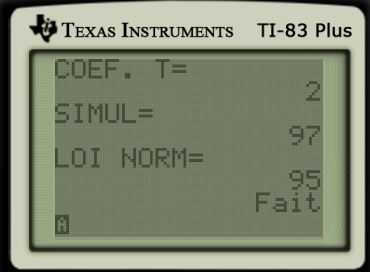 TEXAS INSTRUMENTS TI-83 Plus
COEF. T=
2
SIMUL=
97
LOI NORM=
95
Fait
A